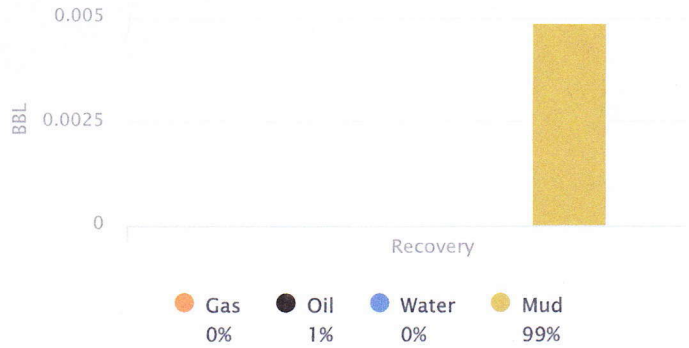 0.005
BBL
0.0025
0
Recovery
Gas Oil Water Mud
0% 1% 0% 99%